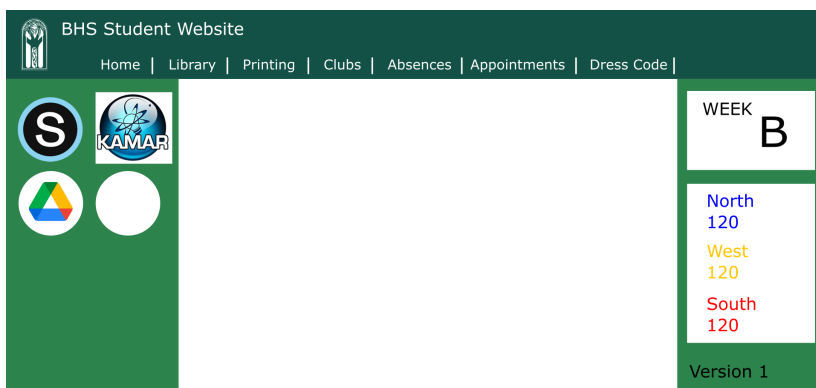 BHS Student Website
Home | Library | Printing | Clubs | Absences | Appointments | Dress Code |
S
KAMAR
WEEK
B
North
120
West
120
South
120
Version 1